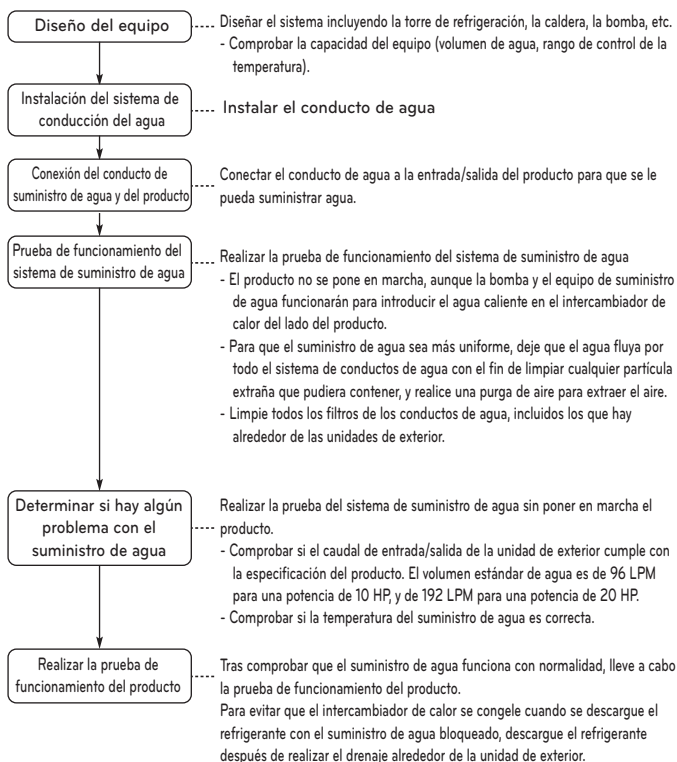 Diseño del equipo
Diseñar el sistema incluyendo la torre de refrigeración, la caldera, la bomba, etc.
- Comprobar la capacidad del equipo (volumen de agua, rango de control de la
temperatura).
Instalación del sistema de
conducción del agua
Instalar el conducto de agua
Conexión del conducto de
suministro de agua y del producto
Conectar el conducto de agua a la entrada/salida del producto para que se le
pueda suministrar agua.
Prueba de funcionamiento del
sistema de suministro de agua
Realizar la prueba de funcionamiento del sistema de suministro de agua
- El producto no se pone en marcha, aunque la bomba y el equipo de suministro
de agua funcionarán para introducir el agua caliente en el intercambiador de
calor del lado del producto.
- Para que el suministro de agua sea más uniforme, deje que el agua fluya por
todo el sistema de conductos de agua con el fin de limpiar cualquier partícula
extraña que pudiera contener, y realice una purga de aire para extraer el aire.
- Limpie todos los filtros de los conductos de agua, incluidos los que hay
alrededor de las unidades de exterior.
Determinar si hay algún
problema con el
suministro de agua
Realizar la prueba del sistema de suministro de agua sin poner en marcha el
producto.
- Comprobar si el caudal de entrada/salida de la unidad de exterior cumple con
la especificación del producto. El volumen estándar de agua es de 96 LPM
para una potencia de 10 HP, y de 192 LPM para una potencia de 20 HP.
- Comprobar si la temperatura del suministro de agua es correcta.
Realizar la prueba de
funcionamiento del producto
Tras comprobar que el suministro de agua funciona con normalidad, lleve a cabo
la prueba de funcionamiento del producto.
Para evitar que el intercambiador de calor se congele cuando se descargue el
refrigerante con el suministro de agua bloqueado, descargue el refrigerante
después de realizar el drenaje alrededor de la unidad de exterior.